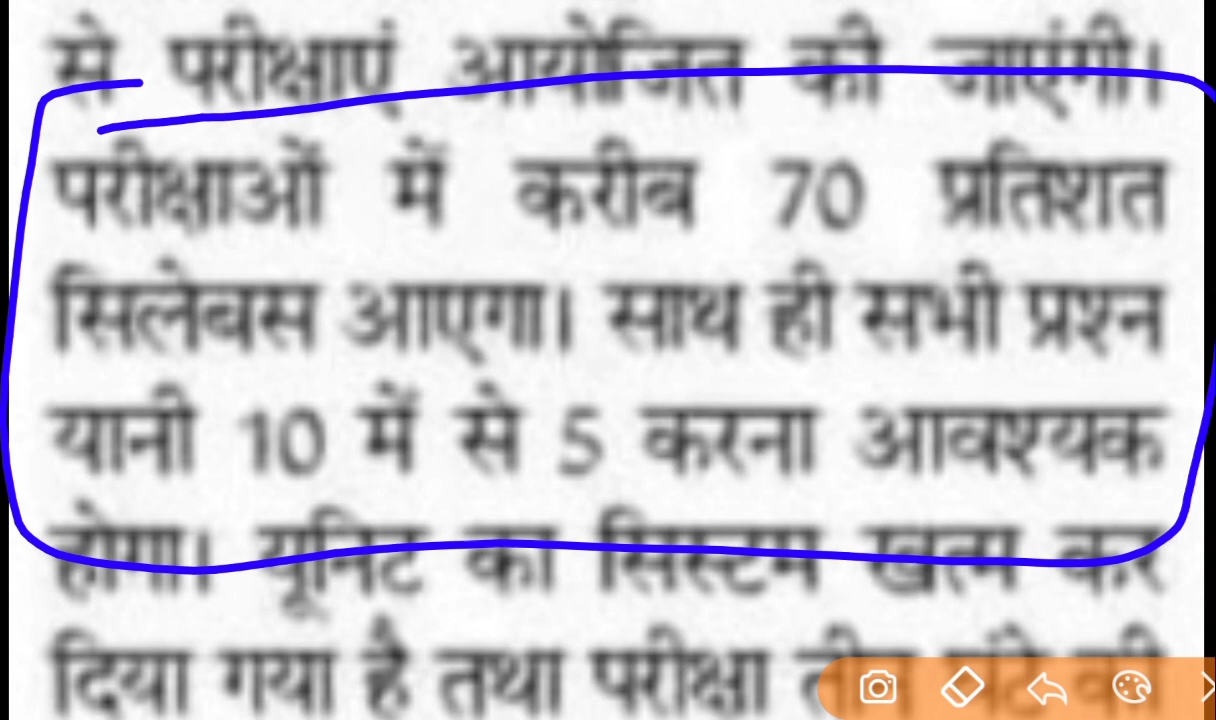 से परीक्षाएं आयोजित की जाएंगी।
परीक्षाओं में करीब 70 प्रतिशत
सिलेबस आएगा। साथ ही सभी प्रश्न
यानी 10 में से 5 करना आवश्यक
होगा। यूनिट का सिस्टम खत्म कर
दिया गया है तथा परीक्षा तीन घंटे की